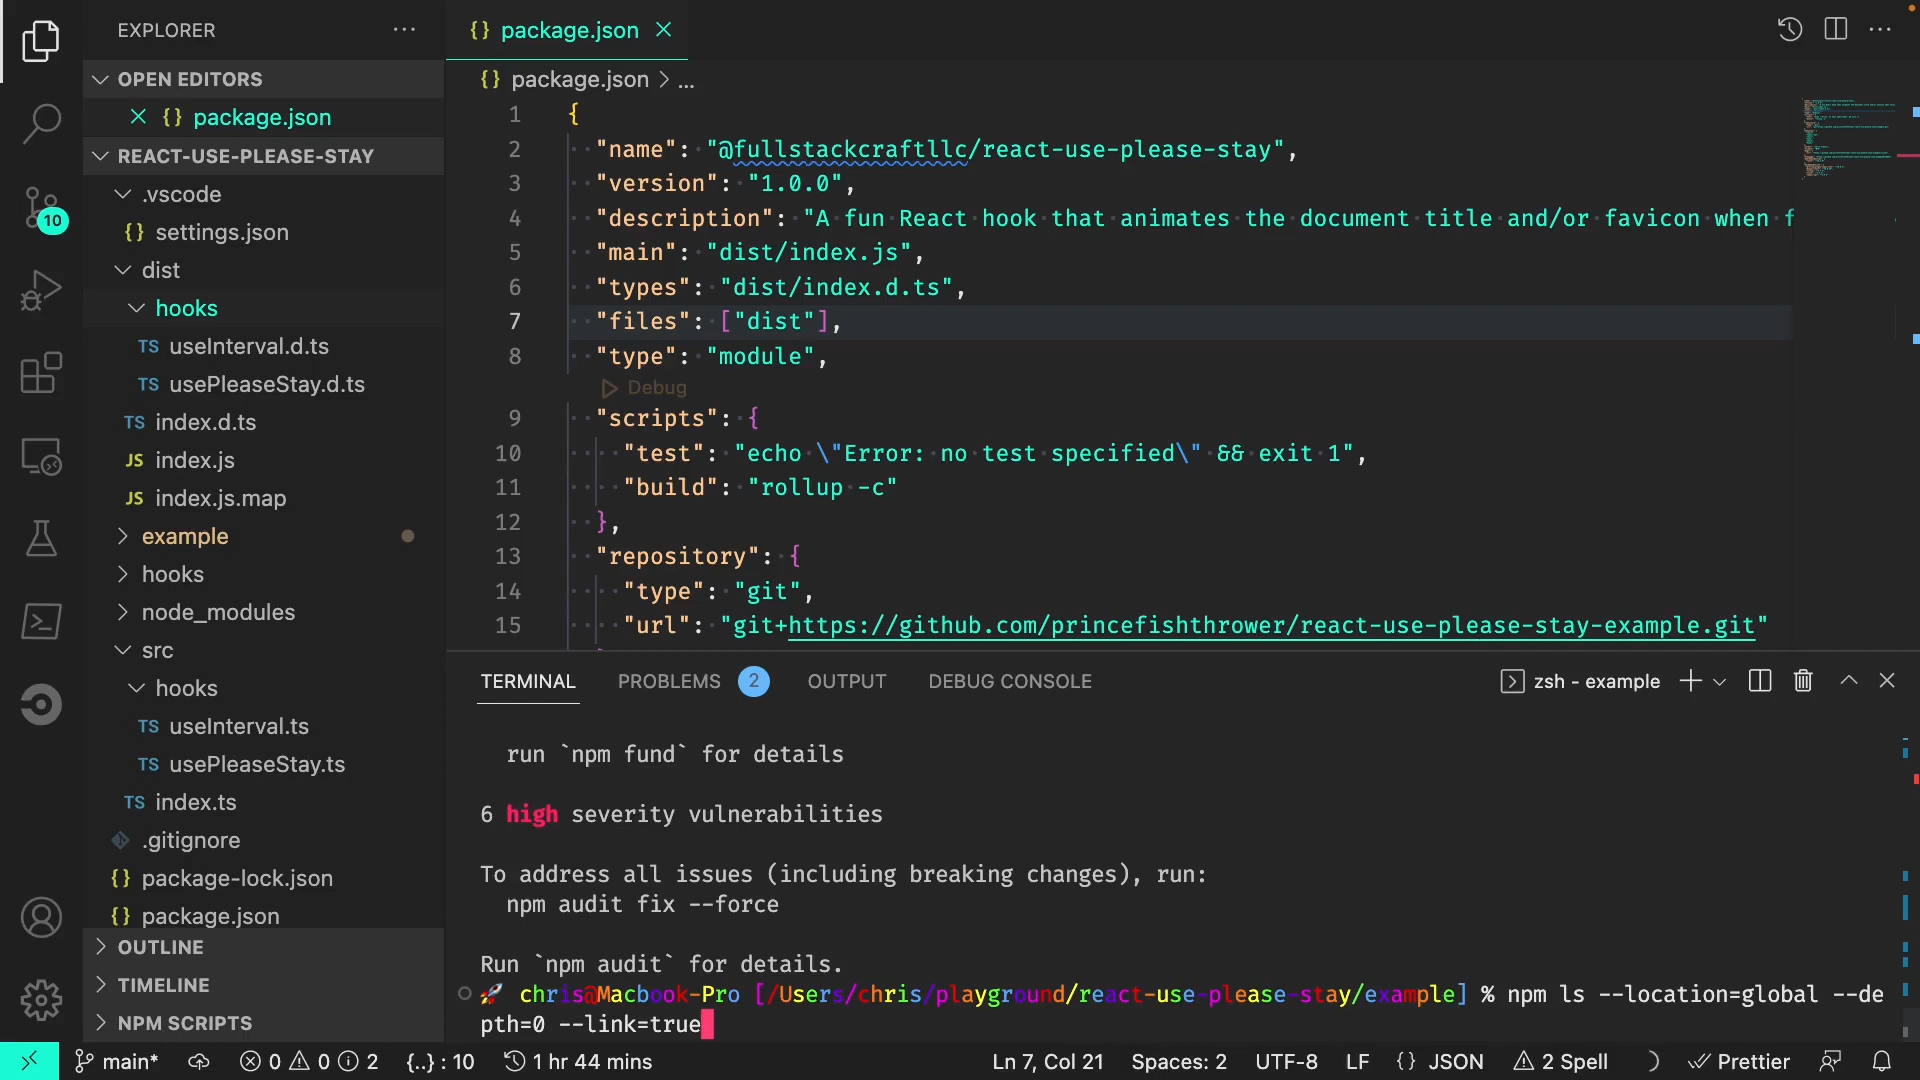 EXPLORER
OPEN EDITORS
{} package.json
REACT-USE-PLEASE-STAY
.vscode
{} settings.json
dist
hooks
TS useInterval.d.ts
TS usePleaseStay.d.ts
TS index.d.ts
JS index.js
JS index.js.map
example
hooks
node_modules
src
hooks
TS useInterval.ts
TS usePleaseStay.ts
TS index.ts
.gitignore
{} package-lock.json
{} package.json
OUTLINE
TIMELINE
NPM SCRIPTS
10
{} package.json
{} package.json > ...
1 {
2 "name": "@fullstackcraftllc/react-use-please-stay",
3 "version": "1.0.0",
4 "description": "A fun React hook that animates the document title and/or favicon when f
5 "main": "dist/index.js",
6 "types": "dist/index.d.ts",
7 "files": ["dist"],
8 "type": "module",
Debug
9 "scripts": {
10 "test": "echo \"Error: no test specified\" && exit 1",
11 "build": "rollup -c"
12 },
13 "repository": {
14 "type": "git",
15 "url": "git+https://github.com/princefishthrower/react-use-please-stay-example.git"
TERMINAL PROBLEMS 2 OUTPUT DEBUG CONSOLE zsh - example
run `npm fund` for details
6 high severity vulnerabilities
To address all issues (including breaking changes), run:
npm audit fix --force
Run `npm audit` for details.
🚀 chris@Macbook-Pro [/Users/chris/playground/react-use-please-stay/example] % npm ls --location=global --de
pth=0 --link=true
main* 0 0 2 {..} : 10 1 hr 44 mins Ln 7, Col 21 Spaces: 2 UTF-8 LF {} JSON 2 Spell Prettier